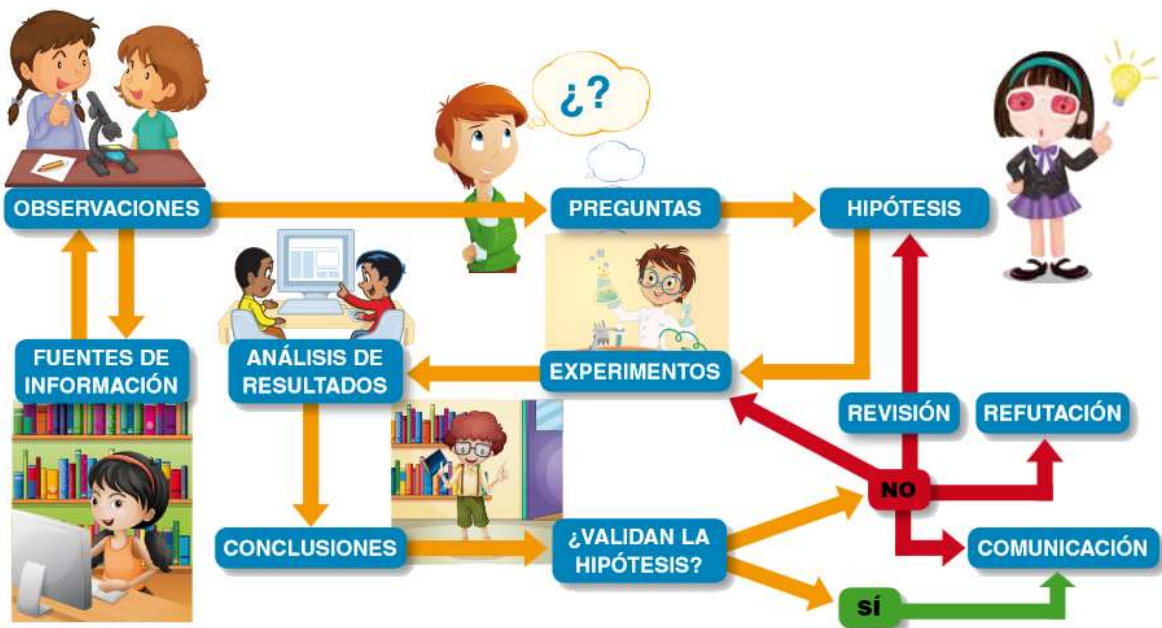 ¿?
OBSERVACIONES
PREGUNTAS
HIPÓTESIS
FUENTES DE
INFORMACIÓN
ANÁLISIS DE
RESULTADOS
EXPERIMENTOS
REVISIÓN
REFUTACIÓN
NO
CONCLUSIONES
¿VALIDAN LA
HIPÓTESIS?
COMUNICACIÓN
SÍ